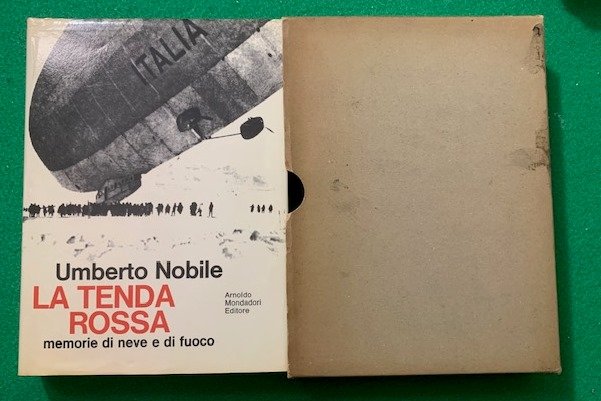 ITALIA
Umberto Nobile
LA TENDA
ROSSA
memorie di neve e di fuoco
Arnoldo
Mondadori
Editore